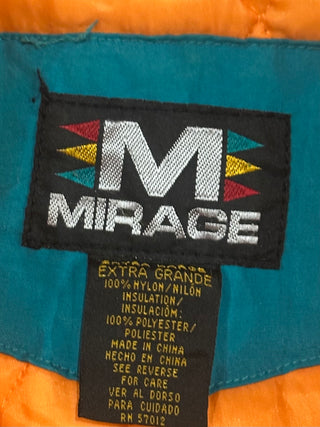 M
MiRAGE
EXTRA GRANDE
100% NYLON/NILÓN
INSULATION/
INSULACIÓN:
100% POLYESTER/
POLIESTER
MADE IN CHINA
HECHO EN CHINA
SEE REVERSE
FOR CARE
VER AL DORSO
PARA CUIDADO
RN 57012